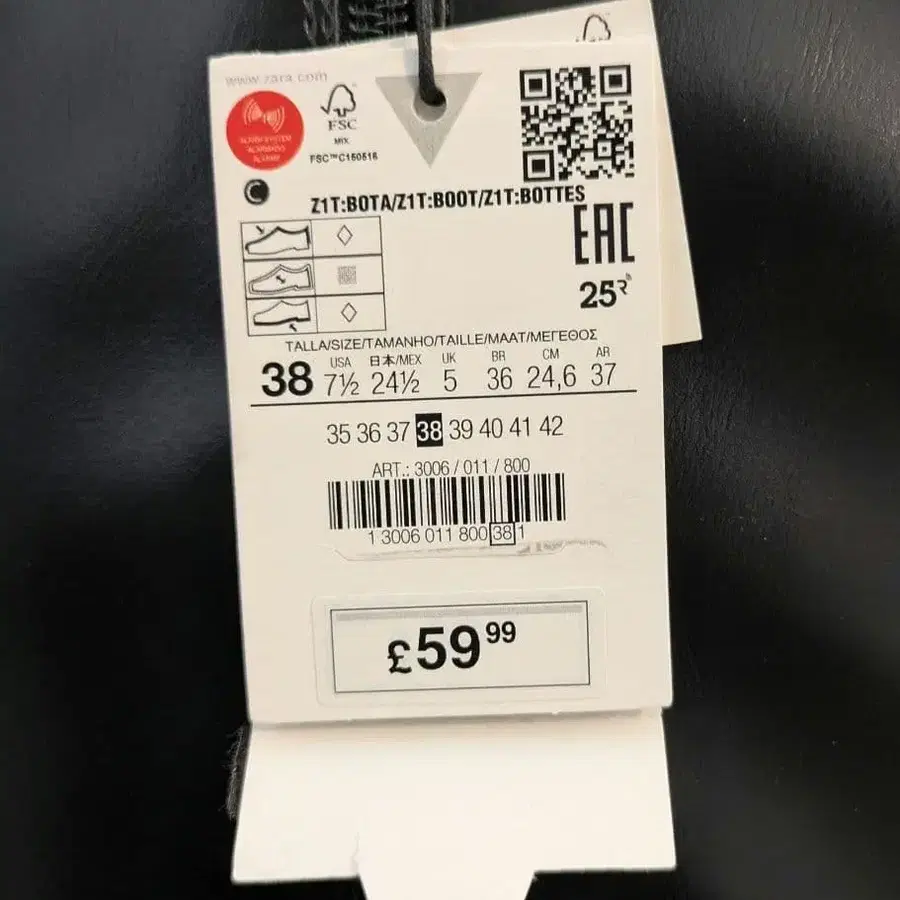 www.zara.com
ALARM SYSTEM
FSC
MIX
FSC™C150516
Z1T:BOTA/Z1T:BOOT/Z1T:BOTTES
EAC
25
TALLA/SIZE/TAMANHO/TAILLE/MAAT/ΜΕΓΕΘΟΣ
USA 日本/MEX UK BR CM AR
38 7½ 24½ 5 36 24,6 37
35 36 37 38 39 40 41 42
ART.: 3006 / 011 / 800
1 3006 011 800 38 1
£59 99